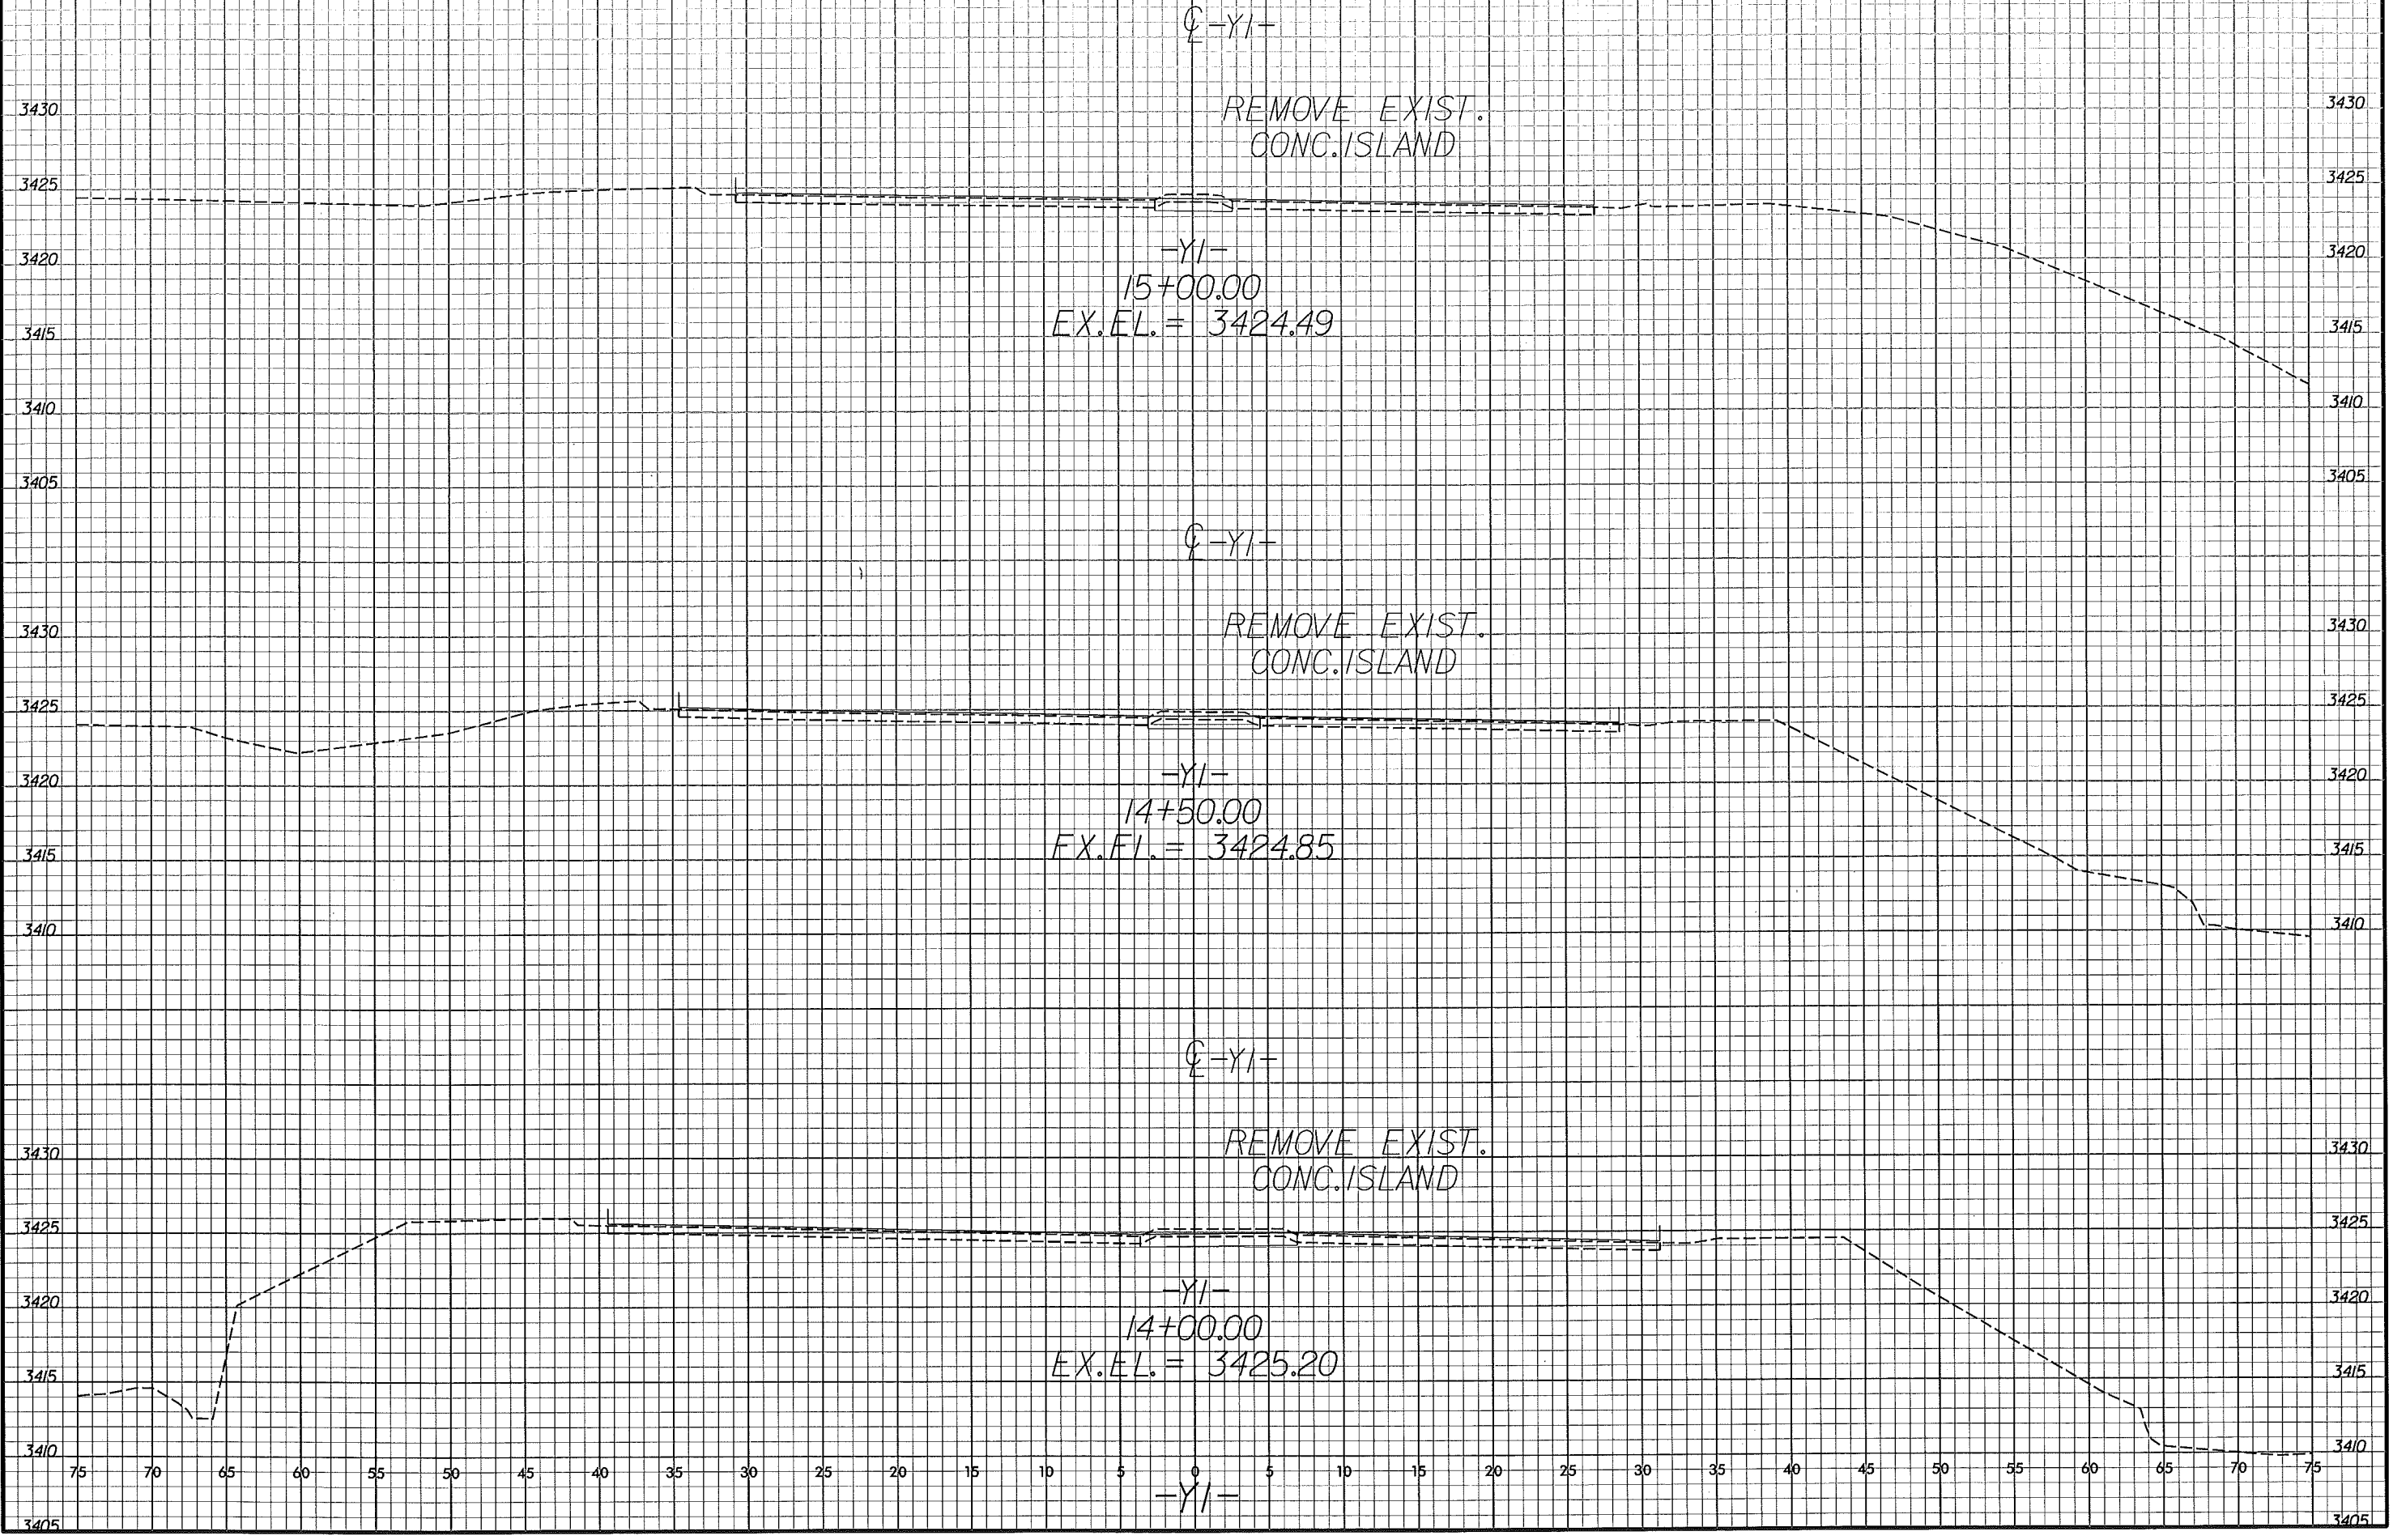 ℄ -Y1-
3430 REMOVE EXIST. 3430
CONC. ISLAND
3425 3425
-Y1-
3420 3420
15+00.00
EX. EL. = 3424.49
3415 3415
3410 3410
3405 3405
℄ -Y1-
3430 REMOVE EXIST. 3430
CONC. ISLAND
3425 3425
-Y1-
3420 3420
14+50.00
EX. EL. = 3424.85
3415 3415
3410 3410
℄ -Y1-
3430 REMOVE EXIST. 3430
CONC. ISLAND
3425 3425
-Y1-
3420 3420
14+00.00
EX. EL. = 3425.20
3415 3415
3410 3410
75 70 65 60 55 50 45 40 35 30 25 20 15 10 5 0 5 10 15 20 25 30 35 40 45 50 55 60 65 70 75
-Y1-
3405 3405